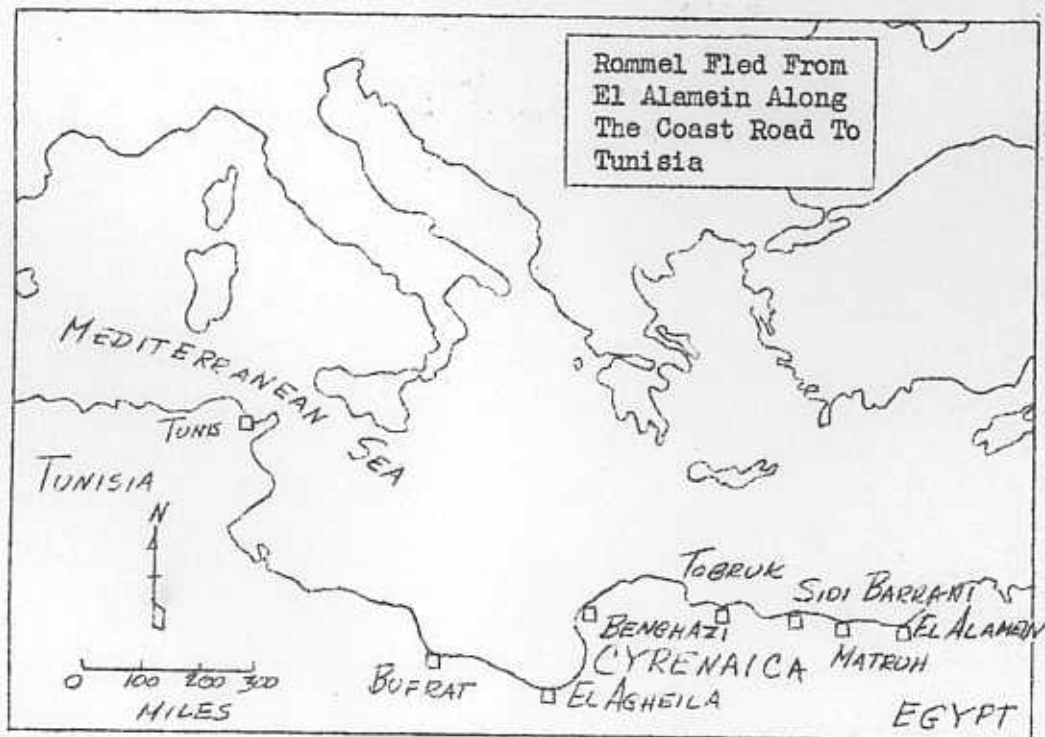 Rommel Fled From
El Alamein Along
The Coast Road To
Tunisia
MEDITERRANEAN SEA
TUNIS
TUNISIA
N
0 100 200 300
MILES
TOBRUK
SIDI BARRANI
BENGHAZI
EL ALAMEIN
CYRENAICA
MATRUH
BUFRAT
EL AGHEILA
EGYPT